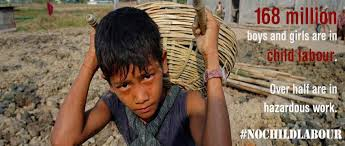 168 million
boys and girls are in
child labour.
Over half are in
hazardous work.
#NOCHILDLABOUR